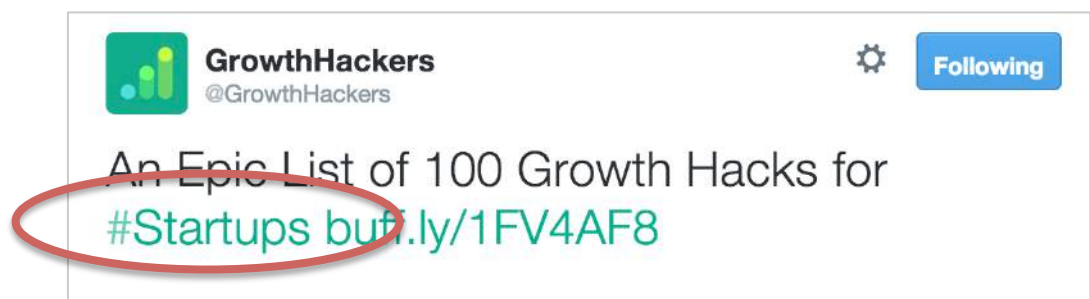 GrowthHackers
Following
@GrowthHackers
An Epic List of 100 Growth Hacks for
#Startups buff.ly/1FV4AF8